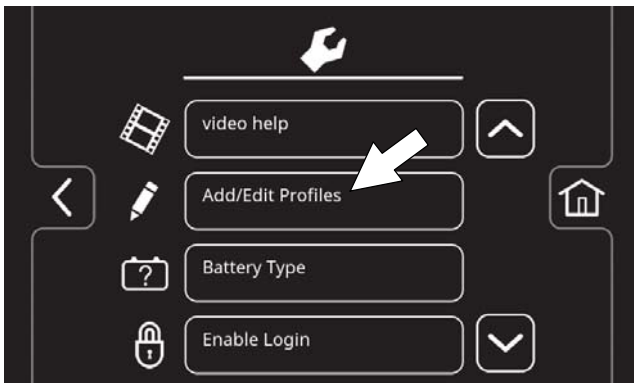 video help
Add/Edit Profiles
?
Battery Type
Enable Login